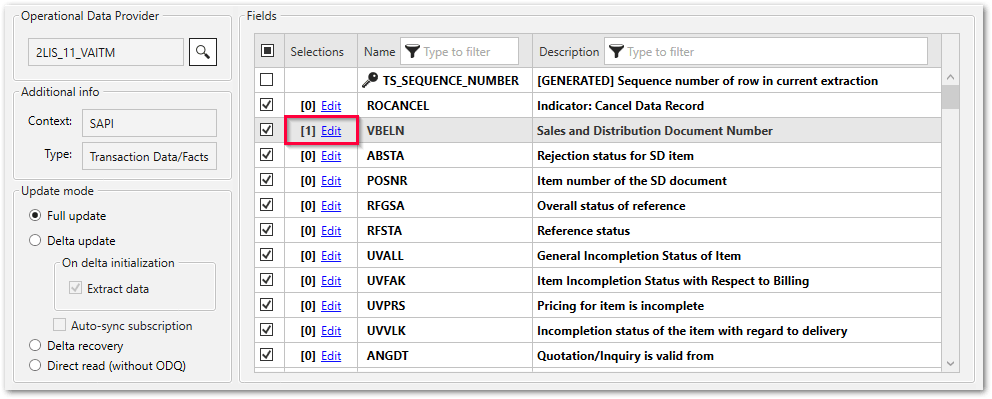 Operational Data Provider
2LIS_11_VAITM
Additional info
Context: SAPI
Type: Transaction Data/Facts
Update mode
Full update
Delta update
On delta initialization
Extract data
Auto-sync subscription
Delta recovery
Direct read (without ODQ)
Fields
Selections Name Type to filter Description Type to filter
TS_SEQUENCE_NUMBER [GENERATED] Sequence number of row in current extraction
[0] Edit ROCANCEL Indicator: Cancel Data Record
[1] Edit VBELN Sales and Distribution Document Number
[0] Edit ABSTA Rejection status for SD item
[0] Edit POSNR Item number of the SD document
[0] Edit RFGSA Overall status of reference
[0] Edit RFSTA Reference status
[0] Edit UVALL General Incompletion Status of Item
[0] Edit UVFAK Item Incompletion Status with Respect to Billing
[0] Edit UVPRS Pricing for item is incomplete
[0] Edit UVVLK Incompletion status of the item with regard to delivery
[0] Edit ANGDT Quotation/Inquiry is valid from